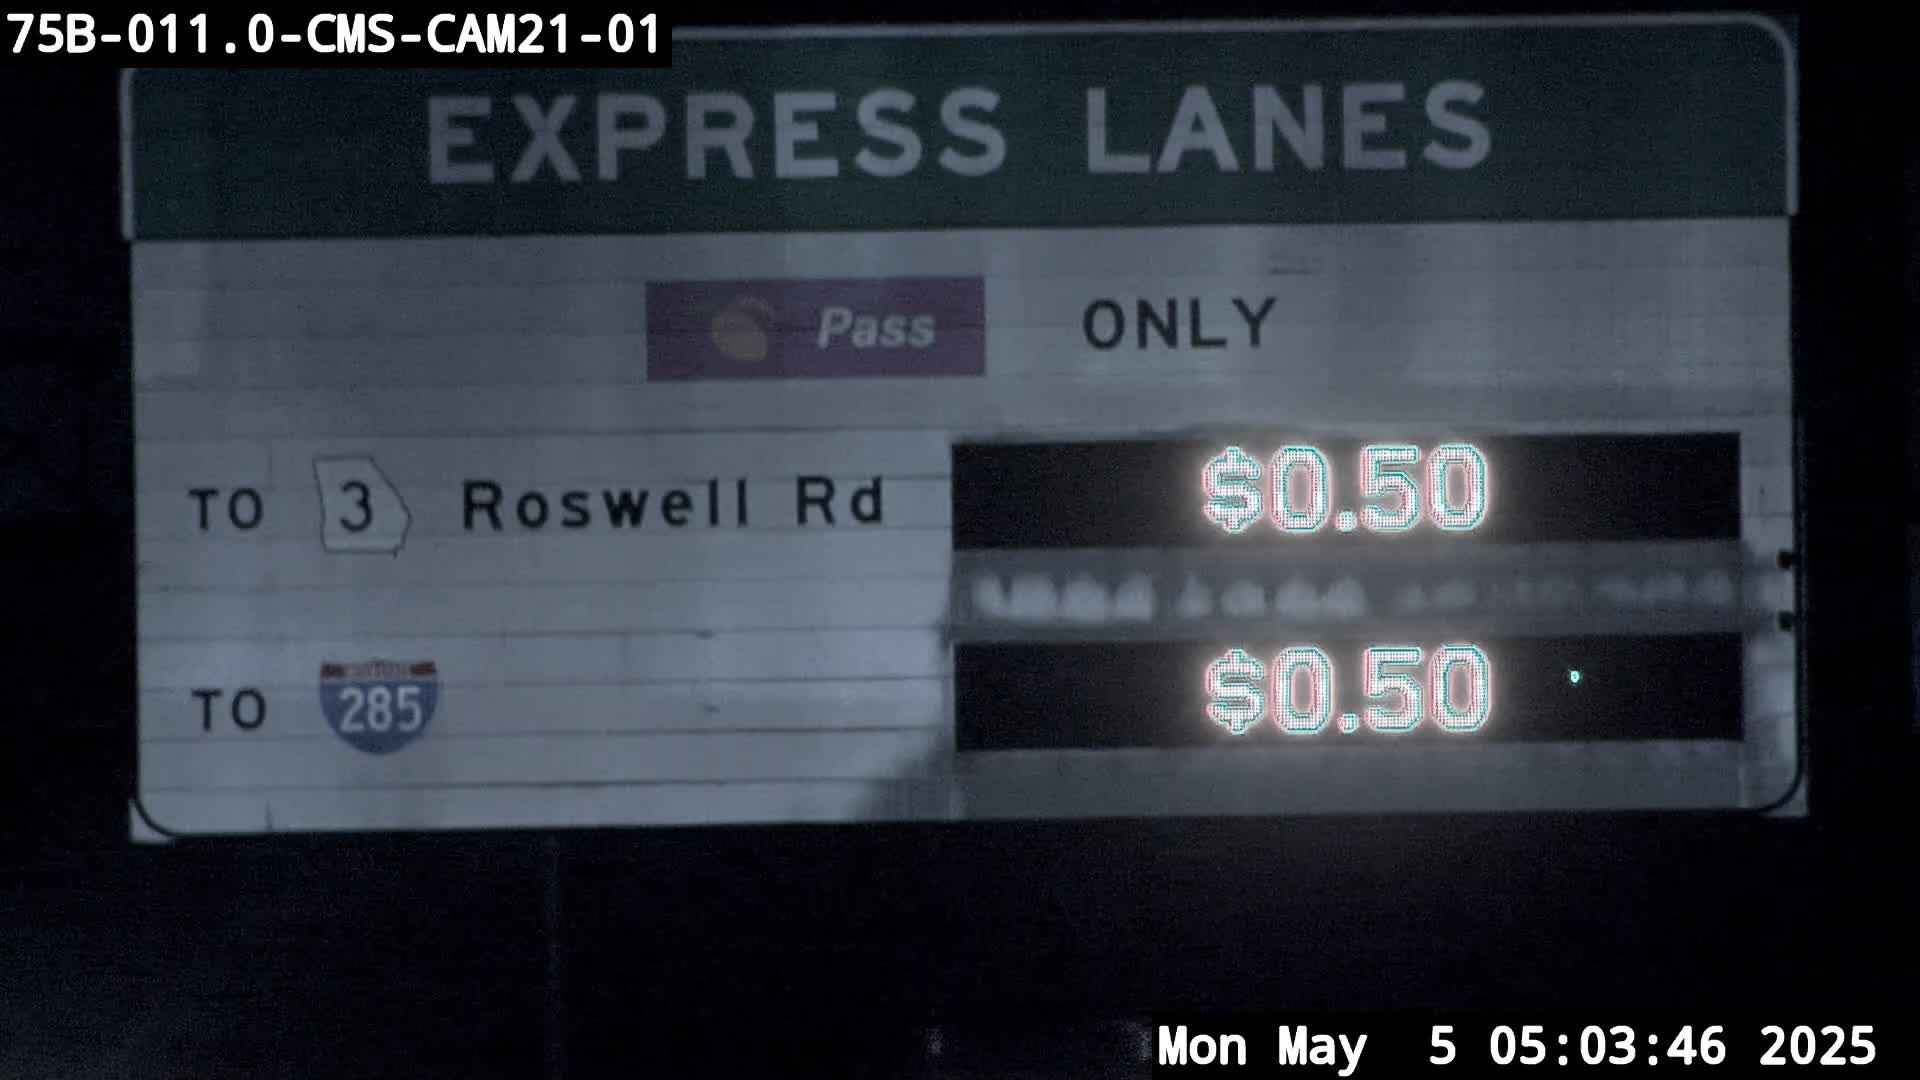 75B-011.0-CMS-CAM21-01
EXPRESS LANES
Pass ONLY
TO 3 Roswell Rd $0.50
TO 285 $0.50
Mon May 5 05:03:46 2025